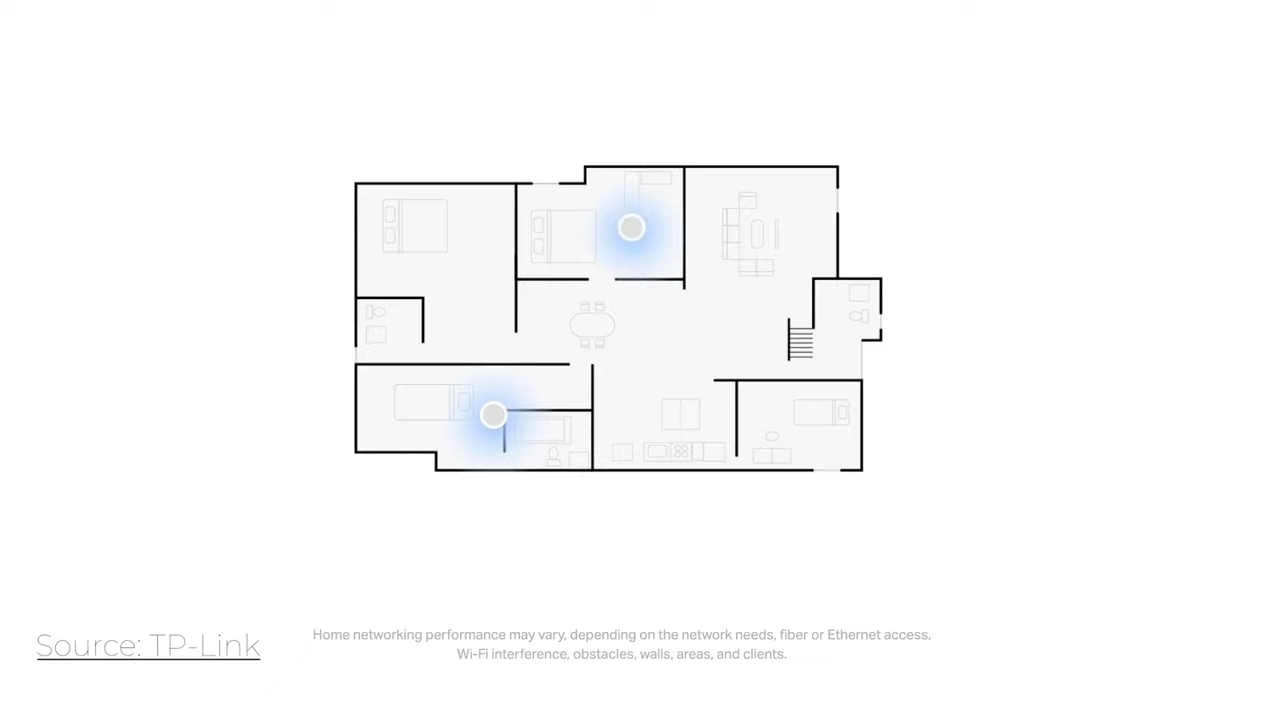 Source: TP-Link
Home networking performance may vary, depending on the network needs, fiber or Ethernet access.
Wi-Fi interference, obstacles, walls, areas, and clients.